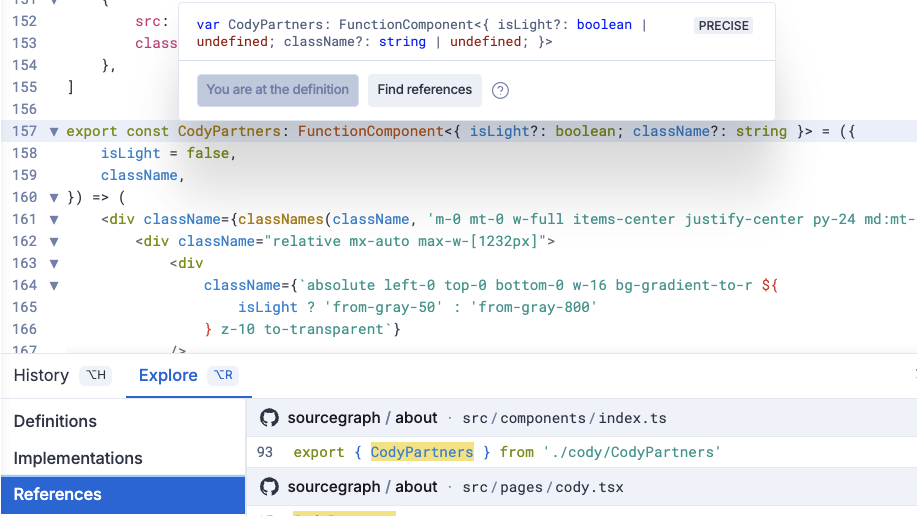 151 ▼ {
152 src:
153 class
154 },
155 ]
156
var CodyPartners: FunctionComponent<{ isLight?: boolean |
undefined; className?: string | undefined; }>
PRECISE
You are at the definition Find references ?
157 ▼ export const CodyPartners: FunctionComponent<{ isLight?: boolean; className?: string }> = ({
158 isLight = false,
159 className,
160 ▼ }) => (
161 ▼ <div className={classNames(className, 'm-0 mt-0 w-full items-center justify-center py-24 md:mt-
162 ▼ <div className="relative mx-auto max-w-[1232px]">
163 ▼ <div
164 ▼ className={`absolute left-0 top-0 bottom-0 w-16 bg-gradient-to-r ${
165 isLight ? 'from-gray-50' : 'from-gray-800'
166 } z-10 to-transparent`}
167 />
History ⌥H Explore ⌥R
Definitions
Implementations
References
sourcegraph / about · src/components/index.ts
93 export { CodyPartners } from './cody/CodyPartners'
sourcegraph / about · src/pages/cody.tsx